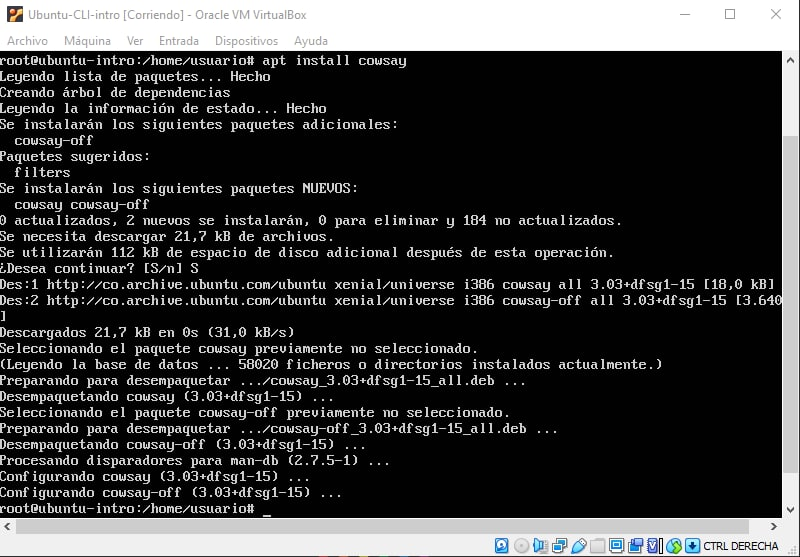 Ubuntu-CLI-intro [Corriendo] - Oracle VM VirtualBox
Archivo Máquina Ver Entrada Dispositivos Ayuda
root@ubuntu-intro:/home/usuario# apt install cowsay
Leyendo lista de paquetes... Hecho
Creando árbol de dependencias
Leyendo la información de estado... Hecho
Se instalarán los siguientes paquetes adicionales:
  cowsay-off
Paquetes sugeridos:
  filters
Se instalarán los siguientes paquetes NUEVOS:
  cowsay cowsay-off
0 actualizados, 2 nuevos se instalarán, 0 para eliminar y 184 no actualizados.
Se necesita descargar 21,7 kB de archivos.
Se utilizarán 112 kB de espacio de disco adicional después de esta operación.
¿Desea continuar? [S/n] S
Des:1 http://co.archive.ubuntu.com/ubuntu xenial/universe i386 cowsay all 3.03+dfsg1-15 [18,0 kB]
Des:2 http://co.archive.ubuntu.com/ubuntu xenial/universe i386 cowsay-off all 3.03+dfsg1-15 [3.640
]
Descargados 21,7 kB en 0s (31,0 kB/s)
Seleccionando el paquete cowsay previamente no seleccionado.
(Leyendo la base de datos ... 58020 ficheros o directorios instalados actualmente.)
Preparando para desempaquetar .../cowsay_3.03+dfsg1-15_all.deb ...
Desempaquetando cowsay (3.03+dfsg1-15) ...
Seleccionando el paquete cowsay-off previamente no seleccionado.
Preparando para desempaquetar .../cowsay-off_3.03+dfsg1-15_all.deb ...
Desempaquetando cowsay-off (3.03+dfsg1-15) ...
Procesando disparadores para man-db (2.7.5-1) ...
Configurando cowsay (3.03+dfsg1-15) ...
Configurando cowsay-off (3.03+dfsg1-15) ...
root@ubuntu-intro:/home/usuario# _
CTRL DERECHA